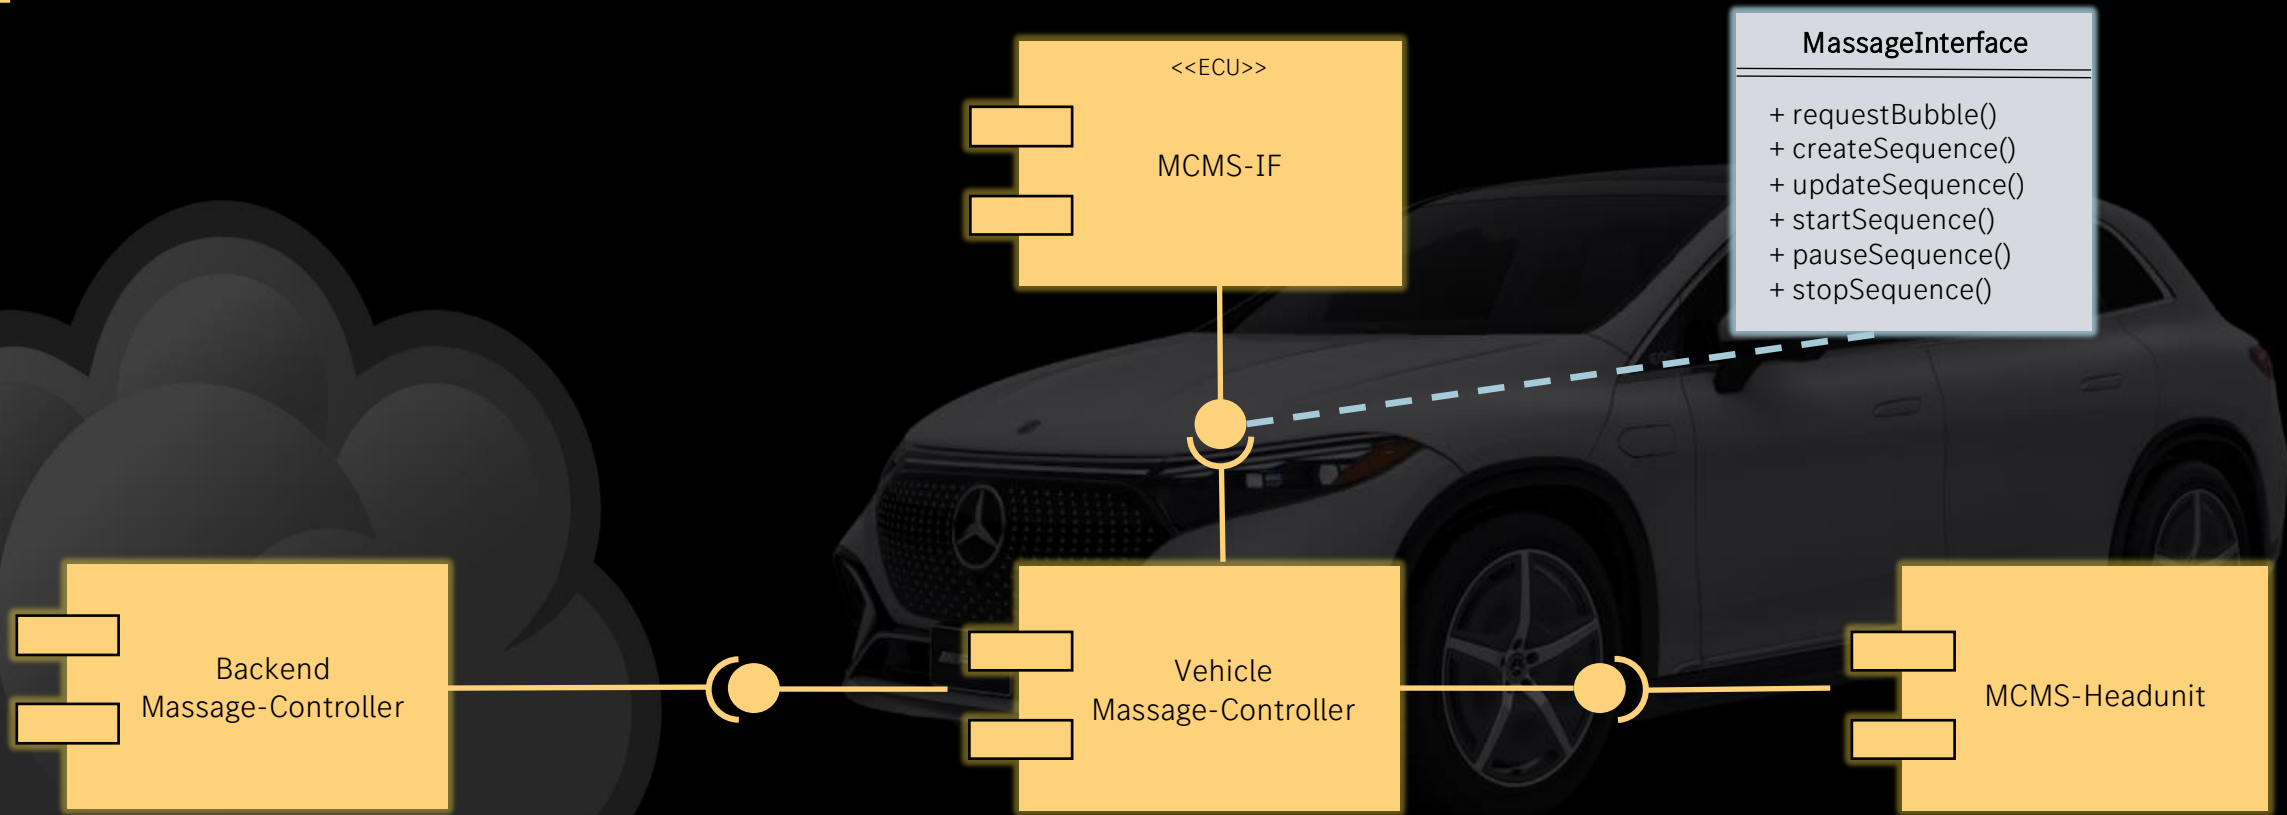 <<ECU>>
MCMS-IF
MassageInterface
+ requestBubble()
+ createSequence()
+ updateSequence()
+ startSequence()
+ pauseSequence()
+ stopSequence()
Backend
Massage-Controller
Vehicle
Massage-Controller
MCMS-Headunit